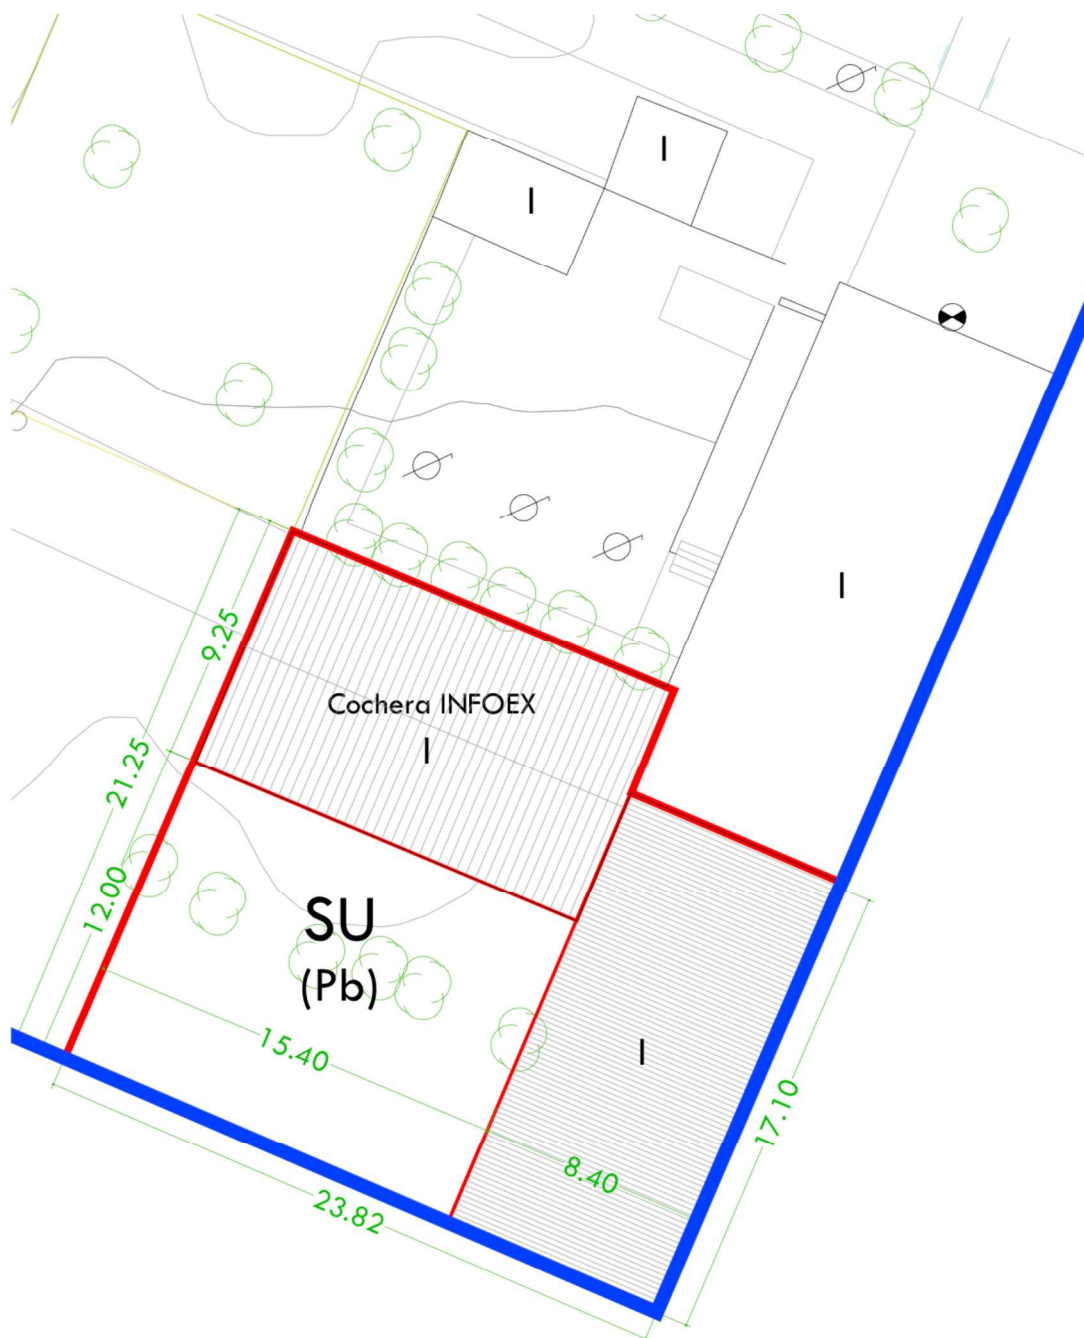 I
I
I
9.25
Cochera INFOEX
I
21.25
12.00
SU
(Pb)
15.40
I
17.10
8.40
23.82